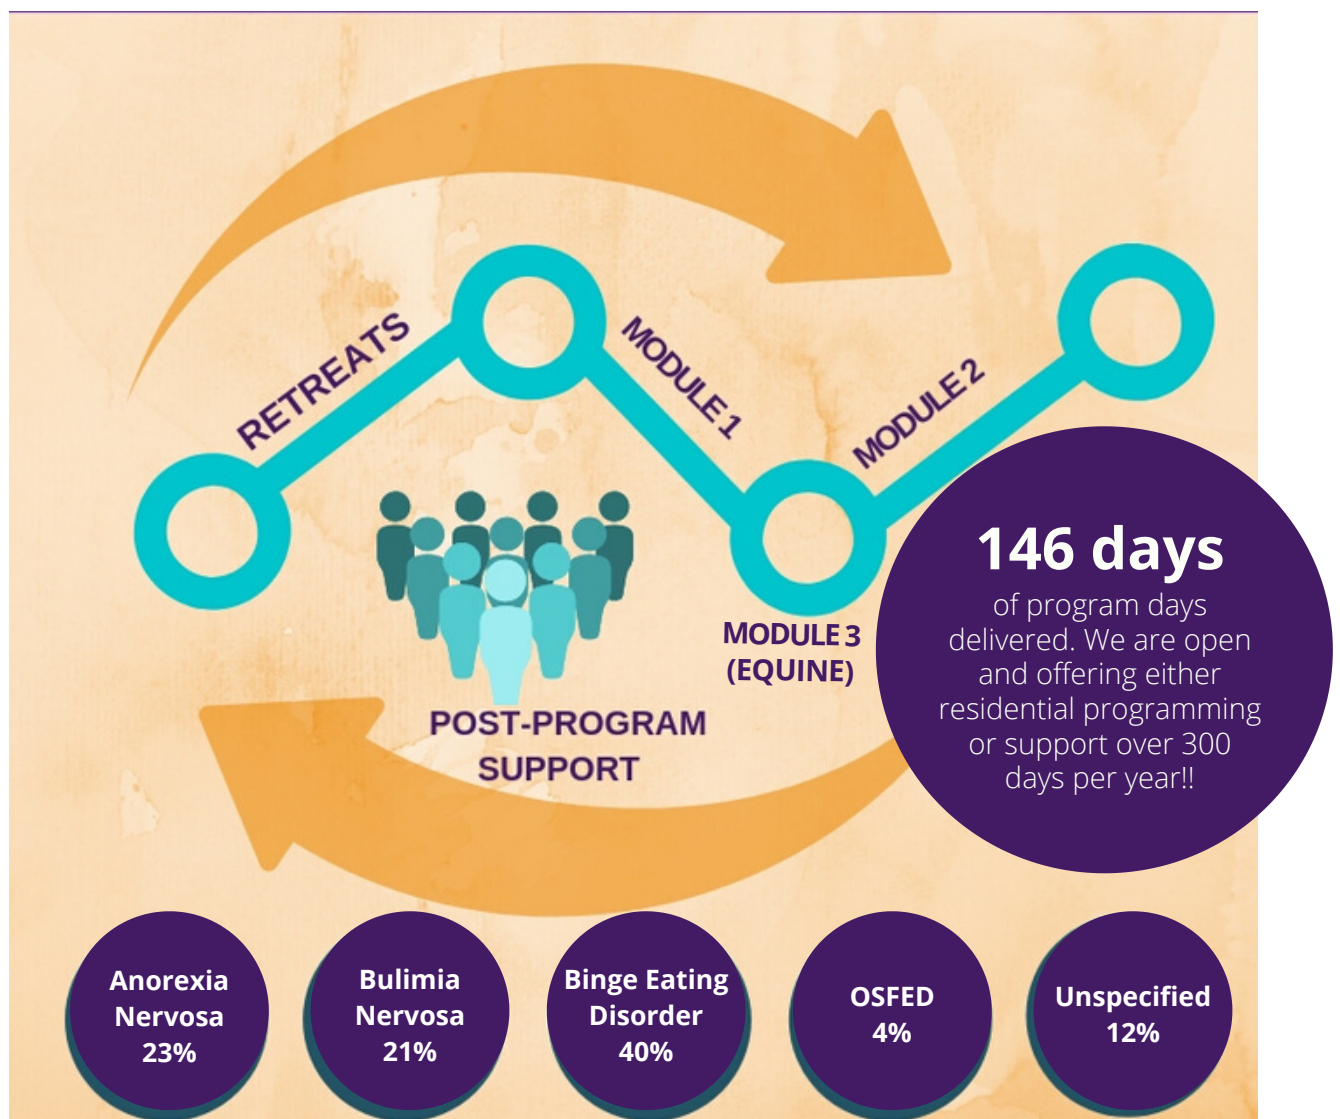 RETREATS
MODULE 1
MODULE 2
MODULE 3
(EQUINE)
POST-PROGRAM
SUPPORT
146 days
of program days
delivered. We are open
and offering either
residential programming
or support over 300
days per year!!
Anorexia
Nervosa
23%
Bulimia
Nervosa
21%
Binge Eating
Disorder
40%
OSFED
4%
Unspecified
12%